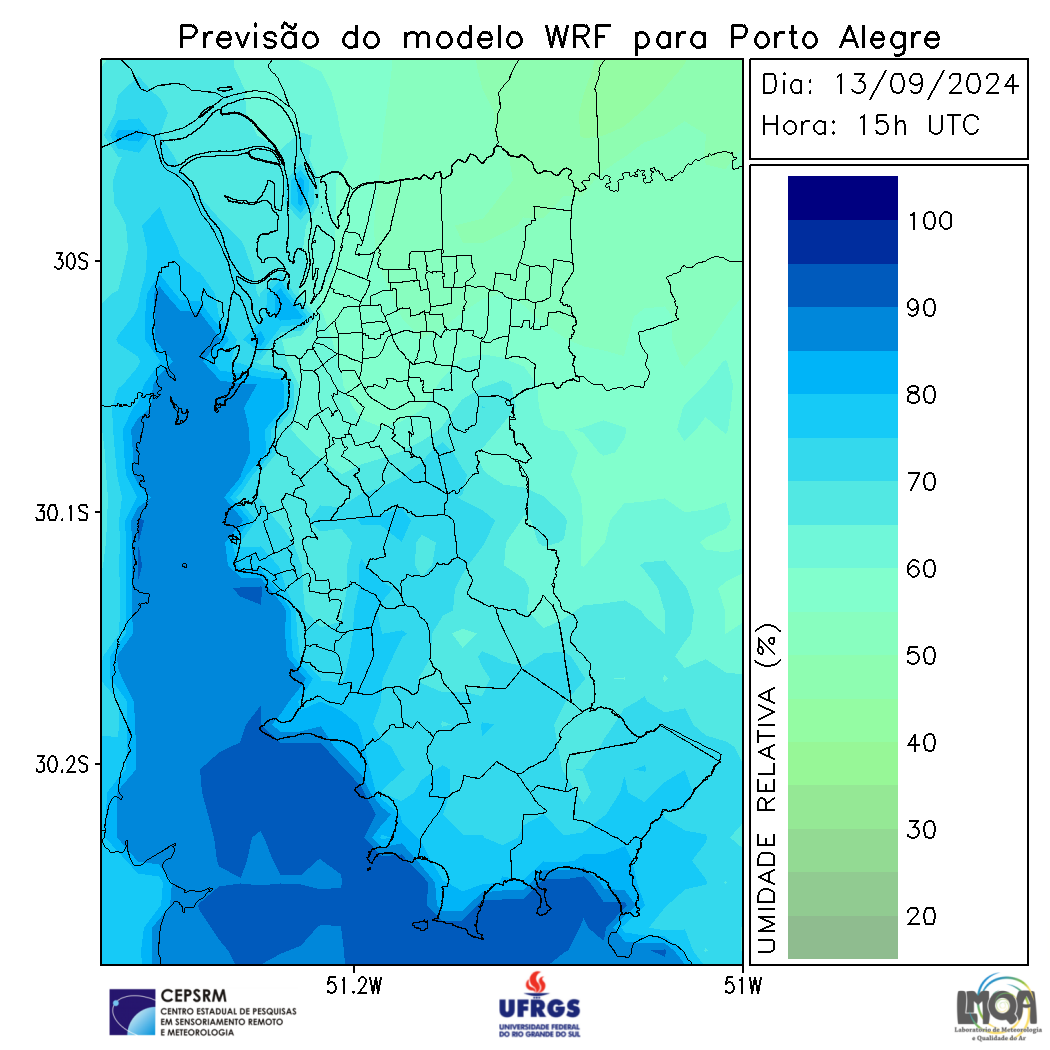 Previsão do modelo WRF para Porto Alegre
Dia: 13/09/2024
Hora: 15h UTC
30S
30.1S
30.2S
51.2W
51W
UMIDADE RELATIVA (%)
100
90
80
70
60
50
40
30
20
CEPSRM
CENTRO ESTADUAL DE PESQUISAS
EM SENSORIAMENTO REMOTO
E METEOROLOGIA
UFRGS
UNIVERSIDADE FEDERAL
DO RIO GRANDE DO SUL
LMQA
Laboratório de Meteorologia
e Qualidade do Ar